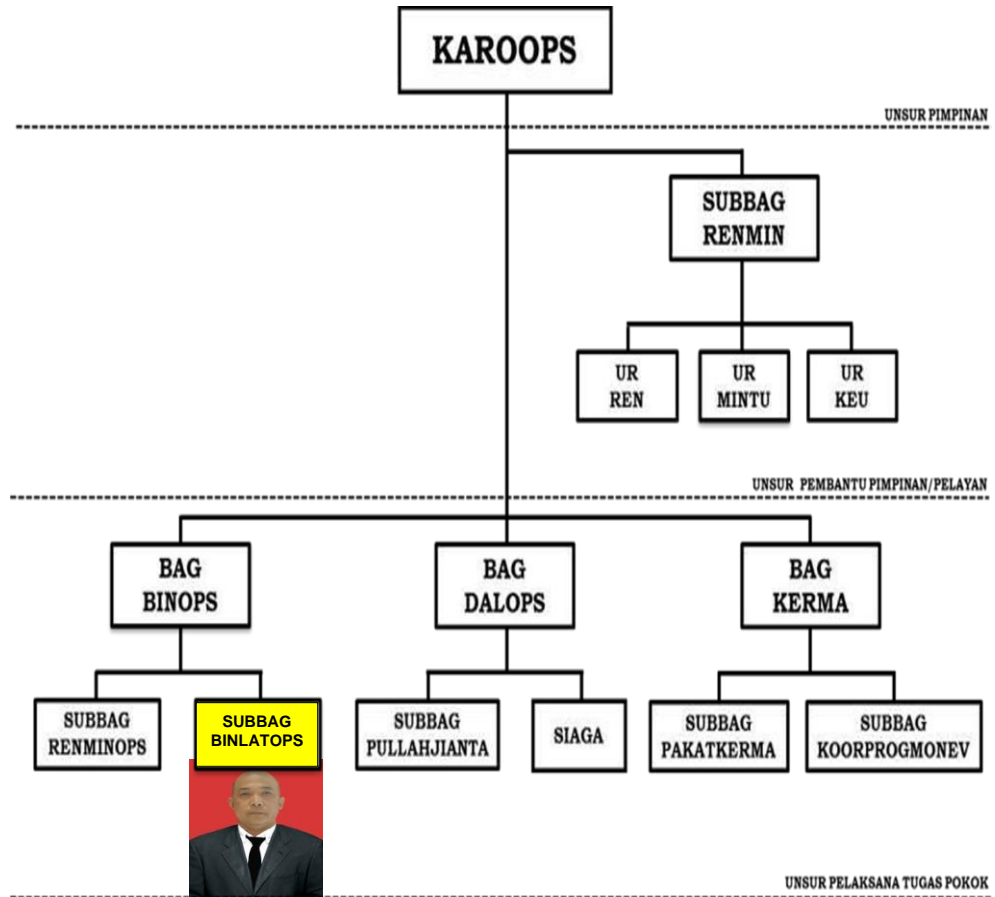 KAROOPS
UNSUR PIMPINAN
SUBBAG
RENMIN
UR
REN
UR
MINTU
UR
KEU
UNSUR PEMBANTU PIMPINAN/PELAYAN
BAG
BINOPS
BAG
DALOPS
BAG
KERMA
SUBBAG
RENMINOPS
SUBBAG
BINLATOPS
SUBBAG
PULLAHJIANTA
SIAGA
SUBBAG
PAKATKERMA
SUBBAG
KOORPROGMONEV
UNSUR PELAKSANA TUGAS POKOK